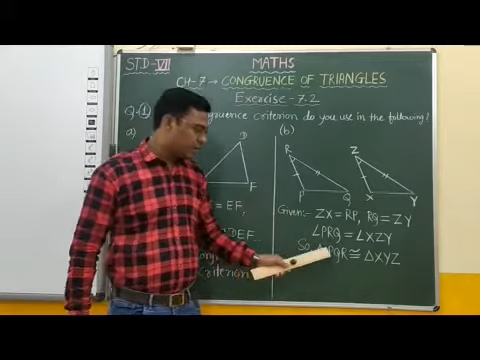 STD-VII
MATHS
CH-7 → CONGRUENCE OF TRIANGLES
Exercise-7.2
Q.1 congruence criterion do you use in the following?
a)
(b)
D
F
= EF,
DEF
Criterion
R
P
Q
Z
X
Y
Given:- ZX = RP, RQ = ZY
∠PRQ = ∠XZY
So, ΔPQR ≅ ΔXYZ